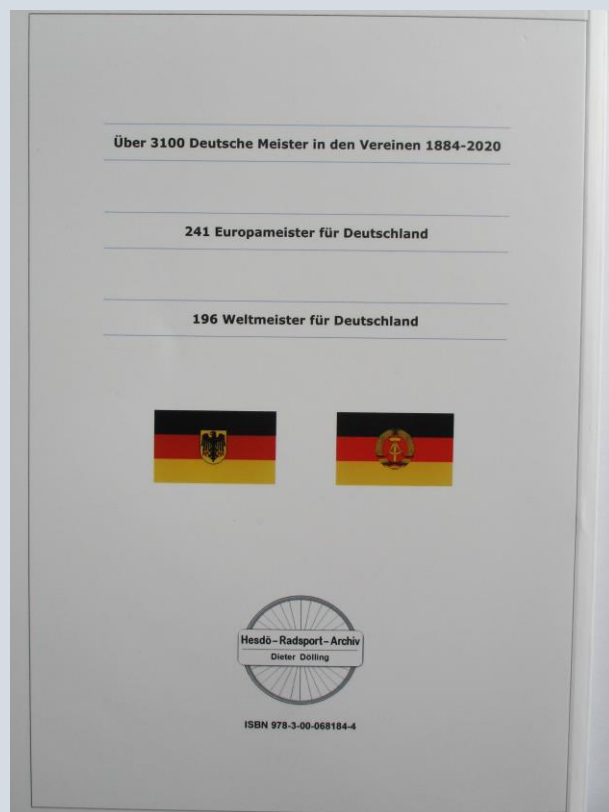 Über 3100 Deutsche Meister in den Vereinen 1884-2020
241 Europameister für Deutschland
196 Weltmeister für Deutschland
Hesdö-Radsport-Archiv
Dieter Dölling
ISBN 978-3-00-068184-4